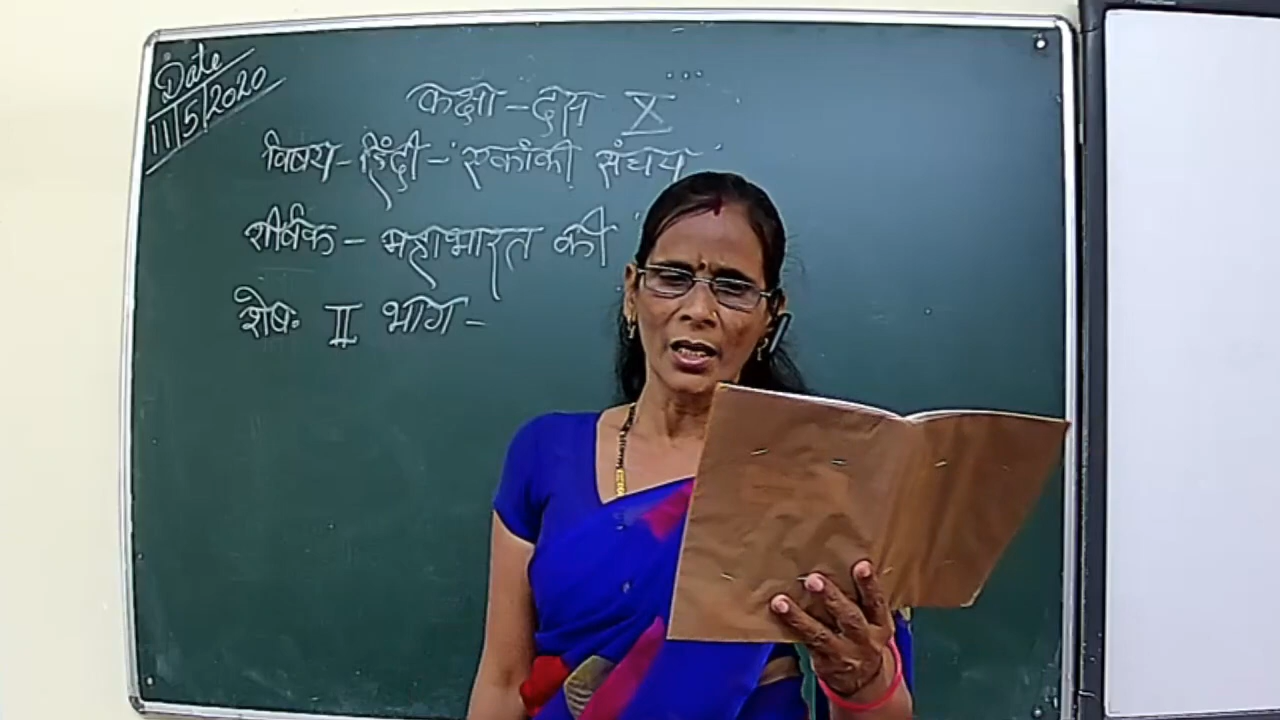 Date
11/5/2020
कक्षा - दस X
विषय - हिंदी - 'एकांकी संचय'
शीर्षक - महाभारत की
शेष: II भाग -